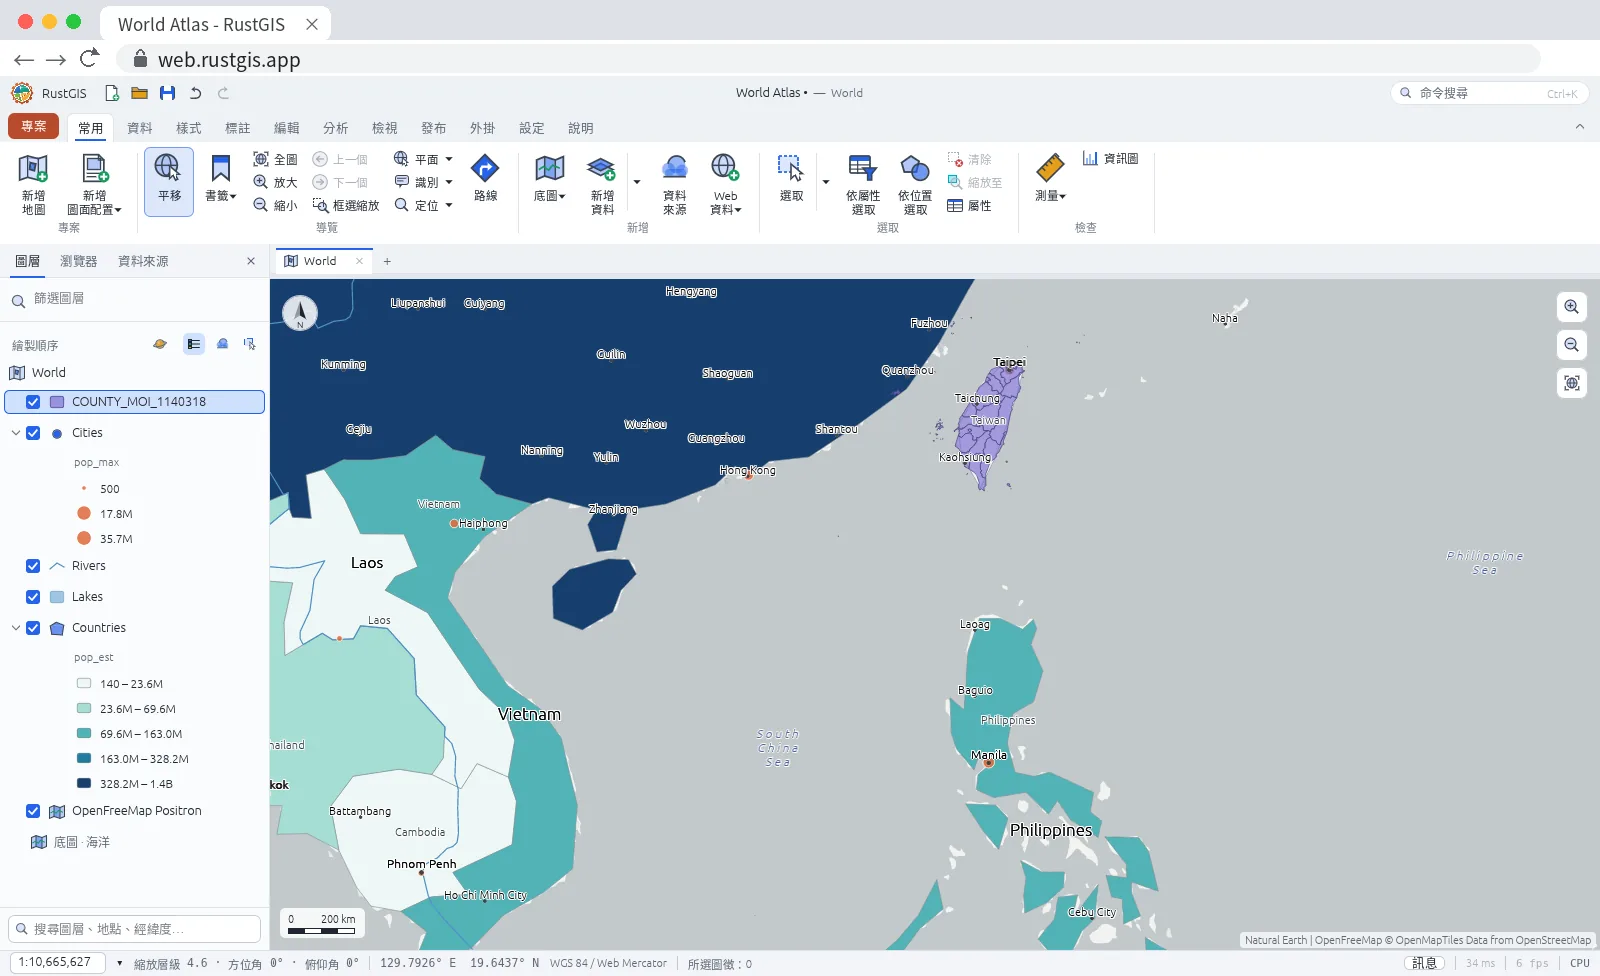 World Atlas - RustGIS
web.rustgis.app
RustGIS
World Atlas • — World
命令搜尋 Ctrl+K
專案 常用 資料 樣式 標註 編輯 分析 檢視 發布 外掛 設定 說明
新增地圖
新增圖面配置
專案
平移
書籤
全圖
放大
縮小
上一個
下一個
框選縮放
平面
識別
定位
路線
導覽
底圖
新增資料
資料來源
Web資料
新增
選取
依屬性選取
依位置選取
清除
縮放至
屬性
選取
測量
資訊圖
檢查
圖層 瀏覽器 資料來源
World
篩選圖層
繪製順序
World
COUNTY_MOI_1140318
Cities
pop_max
500
17.8M
35.7M
Rivers
Lakes
Countries
pop_est
140 – 23.6M
23.6M – 69.6M
69.6M – 163.0M
163.0M – 328.2M
328.2M – 1.4B
OpenFreeMap Positron
底圖 · 海洋
搜尋圖層、地點、經緯度…
N
Liupanshui
Guiyang
Hengyang
Fuzhou
Naha
Kunming
Guilin
Shaoguan
Quanzhou
Taipei
Taichung
Taiwan
Gejiu
Wuzhou
Guangzhou
Shantou
Nanning
Yulin
Kaohsiung
Hong Kong
Vietnam
Zhanjiang
Haiphong
Laos
Philippine
Sea
Laos
Laoag
Baguio
Vietnam
Philippines
South
China
Sea
hailand
Manila
kok
Battambang
Cambodia
Philippines
Phnom Penh
Ho Chi Minh City
Cebu City
0 200 km
Natural Earth | OpenFreeMap © OpenMapTiles Data from OpenStreetMap
1:10,665,627
縮放層級 4.6 · 方位角 0° · 俯仰角 0°
129.7926° E 19.6437° N
WGS 84 / Web Mercator
所選圖徵：0
訊息
34 ms
6 fps
CPU